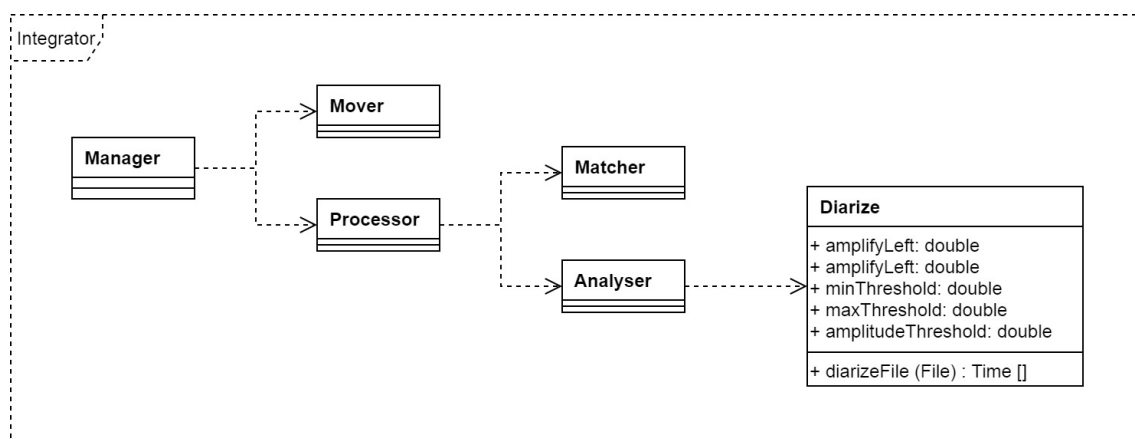 Integrator
Manager
Mover
Processor
Matcher
Analyser
Diarize
+ amplifyLeft: double
+ amplifyLeft: double
+ minThreshold: double
+ maxThreshold: double
+ amplitudeThreshold: double
+ diarizeFile (File) : Time []